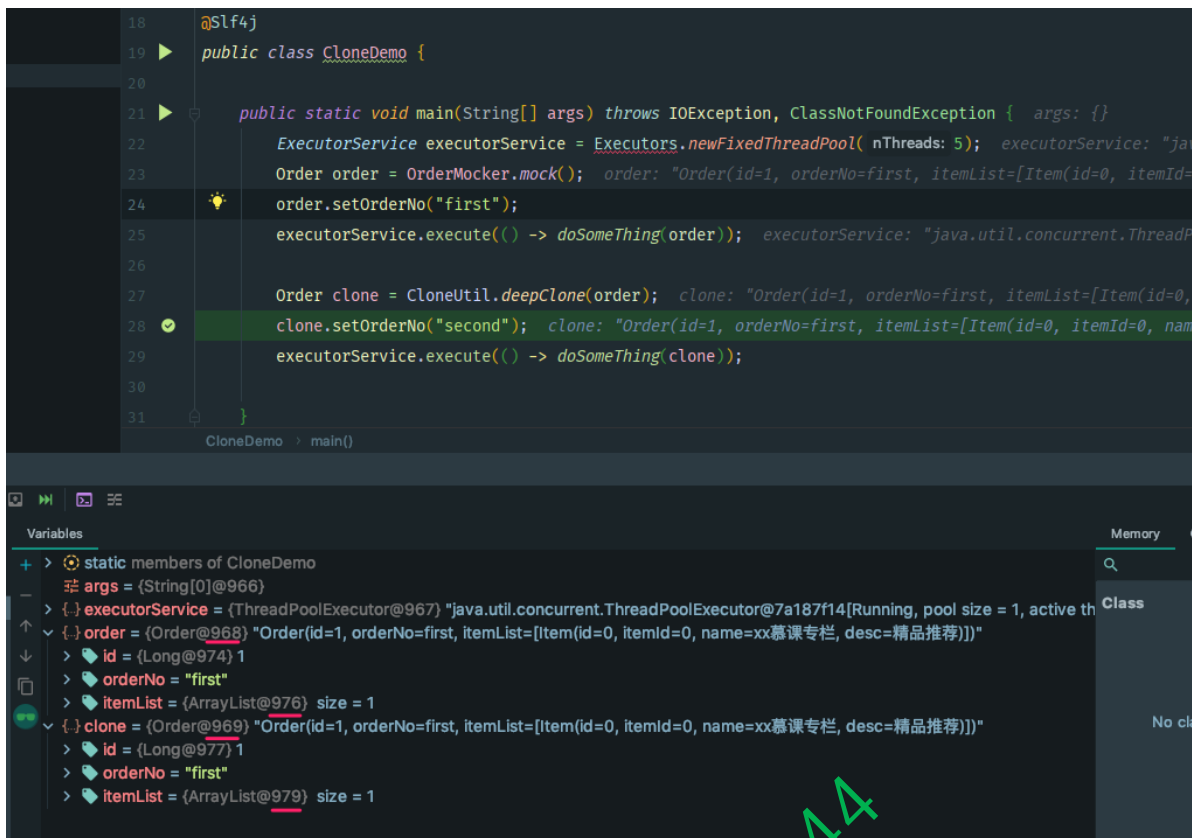 18 @Slf4j
19 public class CloneDemo {
20
21 public static void main(String[] args) throws IOException, ClassNotFoundException { args: {}
22 ExecutorService executorService = Executors.newFixedThreadPool( nThreads: 5); executorService: "jav
23 Order order = OrderMocker.mock(); order: "Order(id=1, orderNo=first, itemList=[Item(id=0, itemId=
24 order.setOrderNo("first");
25 executorService.execute(() -> doSomeThing(order)); executorService: "java.util.concurrent.ThreadP
26
27 Order clone = CloneUtil.deepClone(order); clone: "Order(id=1, orderNo=first, itemList=[Item(id=0,
28 clone.setOrderNo("second"); clone: "Order(id=1, orderNo=first, itemList=[Item(id=0, itemId=0, nam
29 executorService.execute(() -> doSomeThing(clone));
30
31 }
CloneDemo › main()
Variables
Memory
static members of CloneDemo
args = {String[0]@966}
Class
executorService = {ThreadPoolExecutor@967} "java.util.concurrent.ThreadPoolExecutor@7a187f14[Running, pool size = 1, active th
order = {Order@968} "Order(id=1, orderNo=first, itemList=[Item(id=0, itemId=0, name=xx慕课专栏, desc=精品推荐)])"
id = {Long@974} 1
orderNo = "first"
itemList = {ArrayList@976} size = 1
clone = {Order@969} "Order(id=1, orderNo=first, itemList=[Item(id=0, itemId=0, name=xx慕课专栏, desc=精品推荐)])"
No cla
id = {Long@977} 1
orderNo = "first"
itemList = {ArrayList@979} size = 1
44